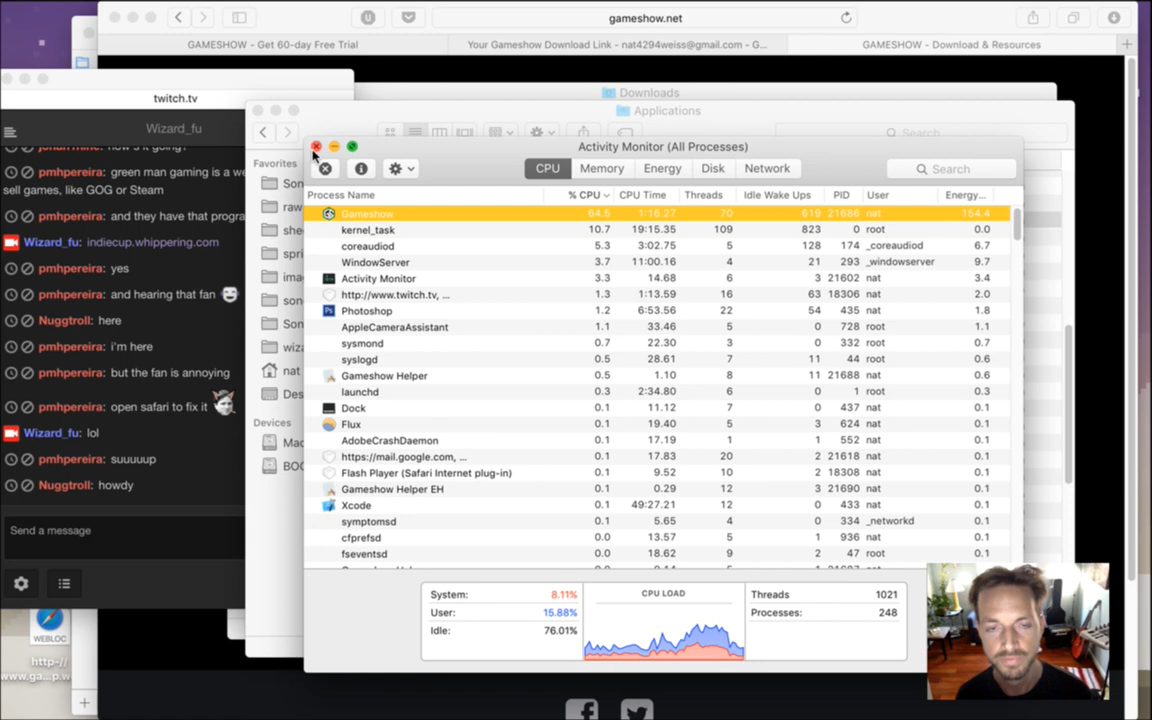 gameshow.net
GAMESHOW - Get 60-day Free Trial
Your Gameshow Download Link - nat4294weiss@gmail.com - G...
GAMESHOW - Download & Resources
twitch.tv
Wizard_fu
pmhpereira: green man gaming is a we
sell games, like GOG or Steam
pmhpereira: and they have that progra
Wizard_fu: indiecup.whippering.com
pmhpereira: yes
pmhpereira: and hearing that fan
Nuggtroll: here
pmhpereira: i'm here
pmhpereira: but the fan is annoying
pmhpereira: open safari to fix it
Wizard_fu: lol
pmhpereira: suuuuup
Nuggtroll: howdy
Send a message
WEBLOC
http-//
www.ga...p.w
Downloads
Applications
Search
Favorites
Son
raw
she
spri
ima
son
Son
wiza
nat
Des
Devices
Mac
BOO
Activity Monitor (All Processes)
CPU Memory Energy Disk Network
Search
Process Name % CPU CPU Time Threads Idle Wake Ups PID User Energy...
Gameshow 64.5 1:16.27 70 619 21686 nat 154.4
kernel_task 10.7 19:15.35 109 823 0 root 0.0
coreaudiod 5.3 3:02.75 5 128 174 _coreaudiod 6.7
WindowServer 3.7 11:00.16 4 21 293 _windowserver 9.7
Activity Monitor 3.3 14.68 6 3 21602 nat 3.4
http://www.twitch.tv, ... 1.3 1:13.59 16 63 18306 nat 2.0
Photoshop 1.2 6:53.56 22 54 435 nat 1.8
AppleCameraAssistant 1.1 33.46 5 0 728 root 1.1
sysmond 0.7 22.30 3 0 332 root 0.7
syslogd 0.5 28.61 7 11 44 root 0.6
Gameshow Helper 0.5 1.10 8 11 21688 nat 0.6
launchd 0.3 2:34.80 6 0 1 root 0.3
Dock 0.1 11.12 7 0 437 nat 0.1
Flux 0.1 19.40 5 3 624 nat 0.1
AdobeCrashDaemon 0.1 17.19 1 1 552 nat 0.1
https://mail.google.com, ... 0.1 17.83 20 2 21618 nat 0.1
Flash Player (Safari Internet plug-in) 0.1 9.52 10 2 18308 nat 0.1
Gameshow Helper EH 0.1 0.29 12 3 21690 nat 0.1
Xcode 0.1 49:27.21 12 0 433 nat 0.1
symptomsd 0.1 5.65 4 0 334 _networkd 0.1
cfprefsd 0.0 13.57 5 1 936 nat 0.1
fseventsd 0.0 18.62 9 2 47 root 0.1
System: 8.11%
User: 15.88%
Idle: 76.01%
CPU LOAD
Threads 1021
Processes: 248